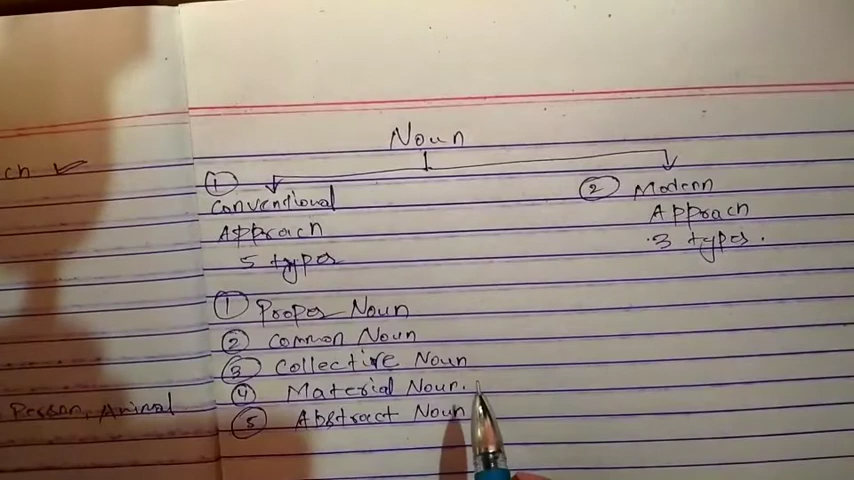 ch ✓
Person, Animal
Noun
① Conventional
Approach
5 types
② Modern
Approach
3 types.
① Proper Noun
② Common Noun
③ Collective Noun
④ Material Noun.
⑤ Abstract Noun